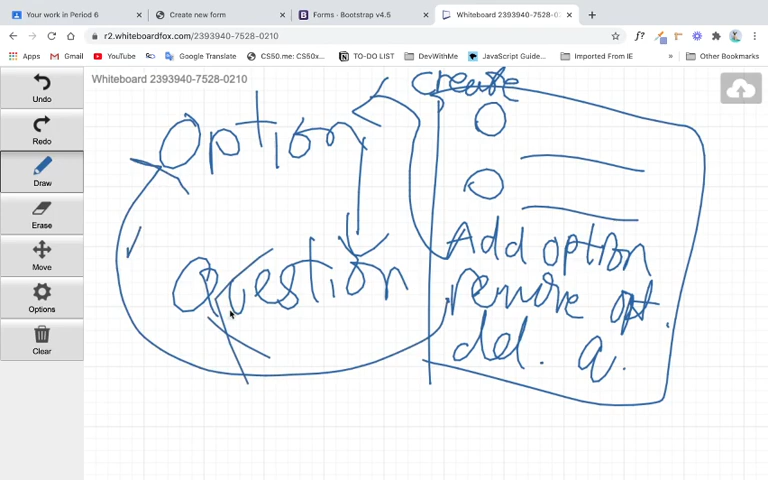 Your work in Period 6
Create new form
Forms - Bootstrap v4.5
Whiteboard 2393940-7528-0
r2.whiteboardfox.com/2393940-7528-0210
Apps
Gmail
YouTube
Google Translate
CS50.me: CS50x...
TO-DO LIST
DevWithMe
JavaScript Guide...
Imported From IE
Other Bookmarks
Whiteboard 2393940-7528-0210
Undo
Redo
Draw
Erase
Move
Options
Clear
create
Option
Question
Add option
remove opt.
del. Q.